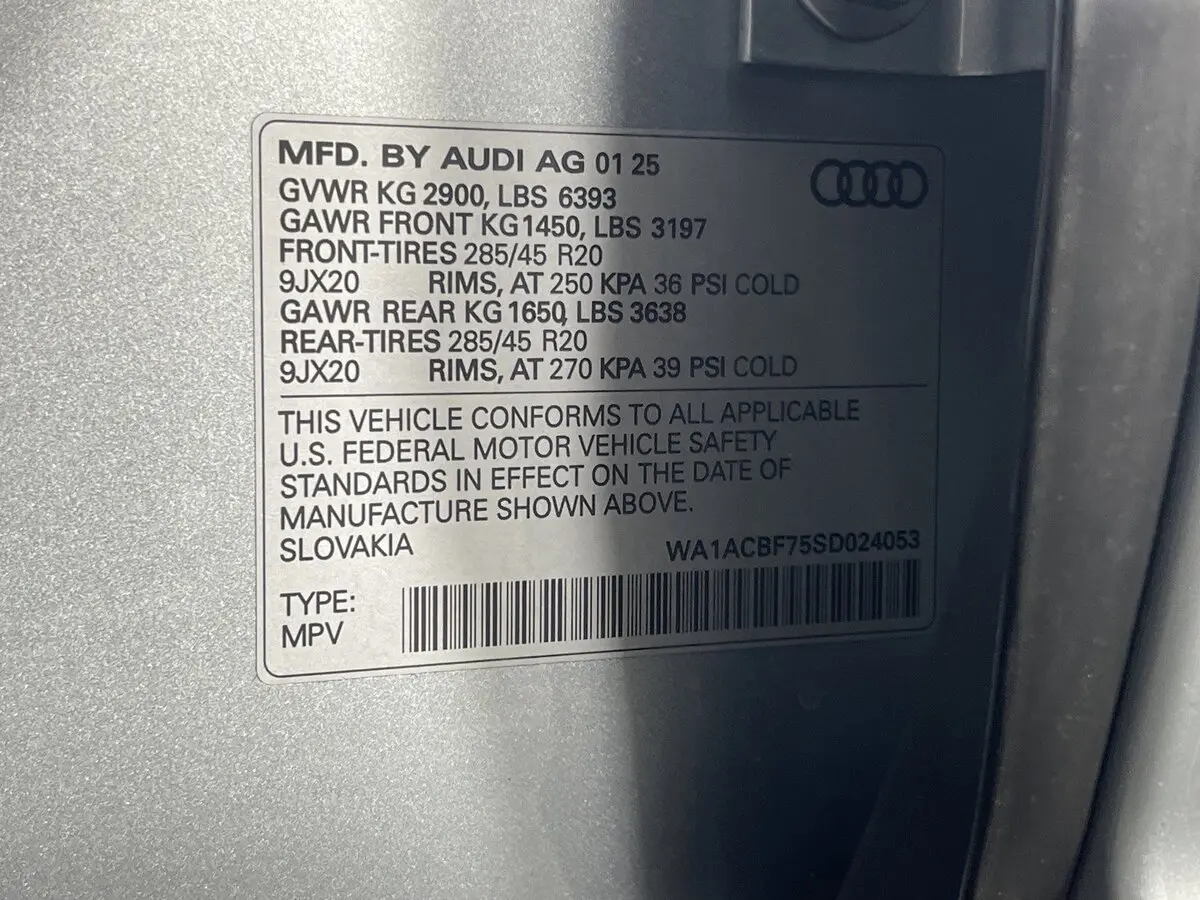 MFD. BY AUDI AG 01 25
GVWR KG 2900, LBS 6393
GAWR FRONT KG1450, LBS 3197
FRONT-TIRES 285/45 R20
9JX20 RIMS, AT 250 KPA 36 PSI COLD
GAWR REAR KG 1650, LBS 3638
REAR-TIRES 285/45 R20
9JX20 RIMS, AT 270 KPA 39 PSI COLD
THIS VEHICLE CONFORMS TO ALL APPLICABLE
U.S. FEDERAL MOTOR VEHICLE SAFETY
STANDARDS IN EFFECT ON THE DATE OF
MANUFACTURE SHOWN ABOVE.
SLOVAKIA WA1ACBF75SD024053
TYPE:
MPV